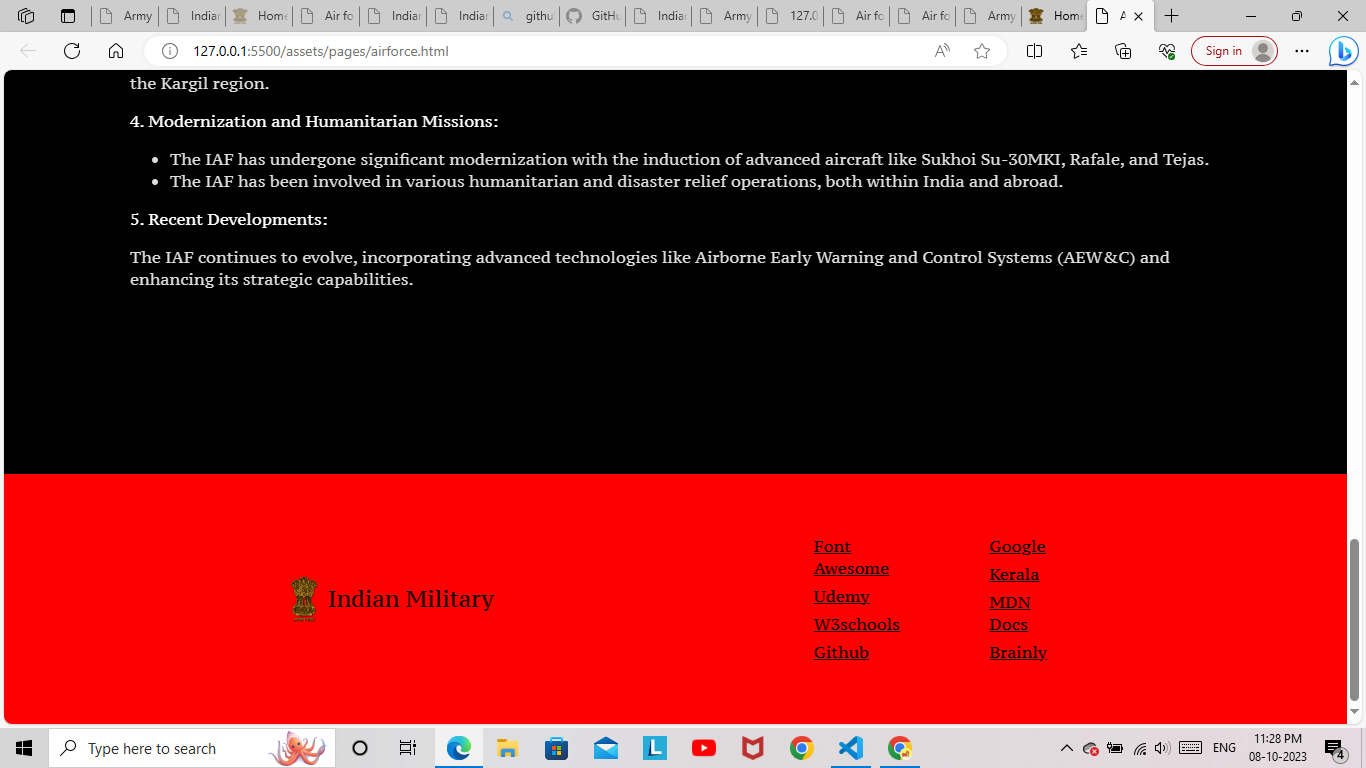 Army
Indian
Home
Air fo
Indian
Indian
githu
GitHu
Indian
Army
127.0
Air fo
Air fo
Army
Home
A
127.0.0.1:5500/assets/pages/airforce.html
Sign in
the Kargil region.
4. Modernization and Humanitarian Missions:
• The IAF has undergone significant modernization with the induction of advanced aircraft like Sukhoi Su-30MKI, Rafale, and Tejas.
• The IAF has been involved in various humanitarian and disaster relief operations, both within India and abroad.
5. Recent Developments:
The IAF continues to evolve, incorporating advanced technologies like Airborne Early Warning and Control Systems (AEW&C) and
enhancing its strategic capabilities.
Indian Military
Font
Awesome
Udemy
W3schools
Github
Google
Kerala
MDN
Docs
Brainly
Type here to search
L
ENG
11:28 PM
08-10-2023
4